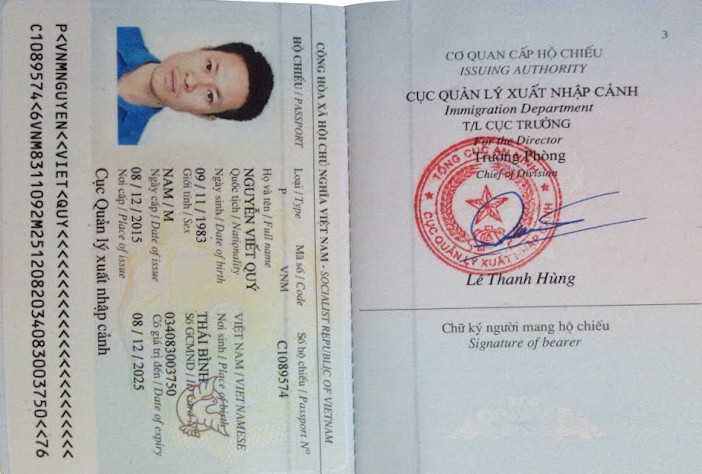 3
CƠ QUAN CẤP HỘ CHIẾU
ISSUING AUTHORITY
CỤC QUẢN LÝ XUẤT NHẬP CẢNH
Immigration Department
T/L CỤC TRƯỞNG
For the Director
Trưởng Phòng
Chief of Division
TỔNG CỤC AN
CỤC QUẢN LÝ XUẤT
Lê Thanh Hùng
Chữ ký người mang hộ chiếu
Signature of bearer
CỘNG HÒA XÃ HỘI CHỦ NGHĨA VIỆT NAM - SOCIALIST REPUBLIC OF VIETNAM
HỘ CHIẾU / PASSPORT Loại / Type Mã số / Code Số hộ chiếu / Passport Nº
P VNM C1089574
Họ và tên / Full name
NGUYỄN VIẾT QUÝ
Quốc tịch / Nationality VIỆT NAM / VIETNAMESE
Ngày sinh / Date of birth Nơi sinh / Place of birth
09 / 11 / 1983 THÁI BÌNH
Giới tính / Sex Số GCMND /
NAM / M 034083003750
Ngày cấp / Date of issue Có giá trị đến / Date of expiry
08 / 12 / 2015 08 / 12 / 2025
Nơi cấp / Place of issue
Cục Quản lý xuất nhập cảnh
P<VNMNGUYEN<<VIET<QUY<<<<<<<<<<<<<<<<<<<<<<<
C1089574<6VNM8311092M2512082034083003750<<76